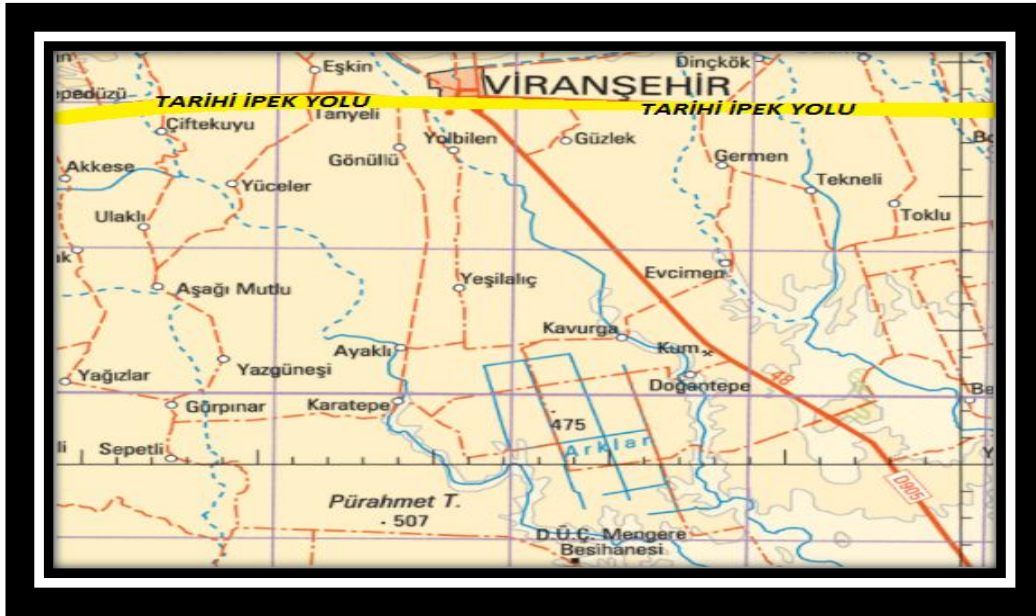 Eşkin
Dinçkök
VİRANŞEHİR
TARİHİ İPEK YOLU
TARİHİ İPEK YOLU
Tanyeli
Çiftekuyu
Yolbilen
Güzlek
Gönüllü
Germen
Akkese
Yüceler
Tekneli
Ulaklı
Toklu
Evcimen
Yeşilalıç
Aşağı Mutlu
Kavurga
Ayaklı
Kum
Yazgüneşi
Yağızlar
Doğantepe
48
Gürpınar
Karatepe
475
Arklar
Sepetli
D905
Pürahmet T.
507
D.Ü.Ç. Mengere
Besihanesi